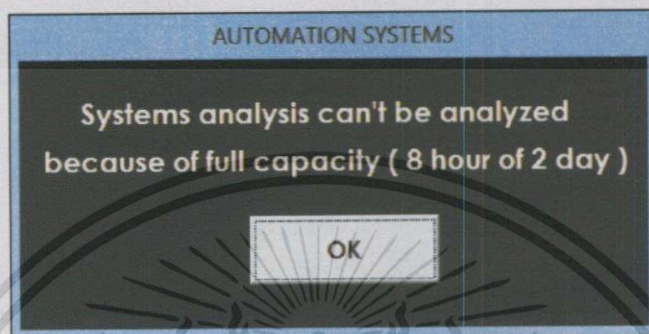 AUTOMATION SYSTEMS
Systems analysis can't be analyzed
because of full capacity ( 8 hour of 2 day )
OK